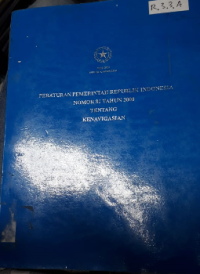 PERATURAN PEMERINTAH REPUBLIK INDONESIA
NOMOR 81 TAHUN 2000
TENTANG
KENAVIGASIAN